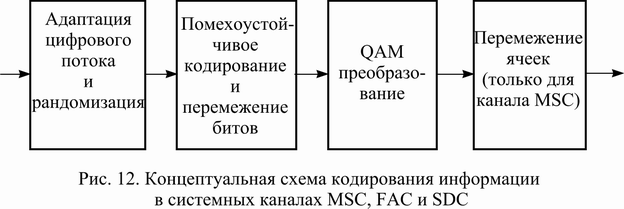 Адаптация
цифрового
потока
и
рандомизация
Помехоустой-
чивое
кодирование
и
перемежение
битов
QAM
преобразо-
вание
Перемежение
ячеек
(только для
канала MSC)
Рис. 12. Концептуальная схема кодирования информации
в системных каналах MSC, FAC и SDC